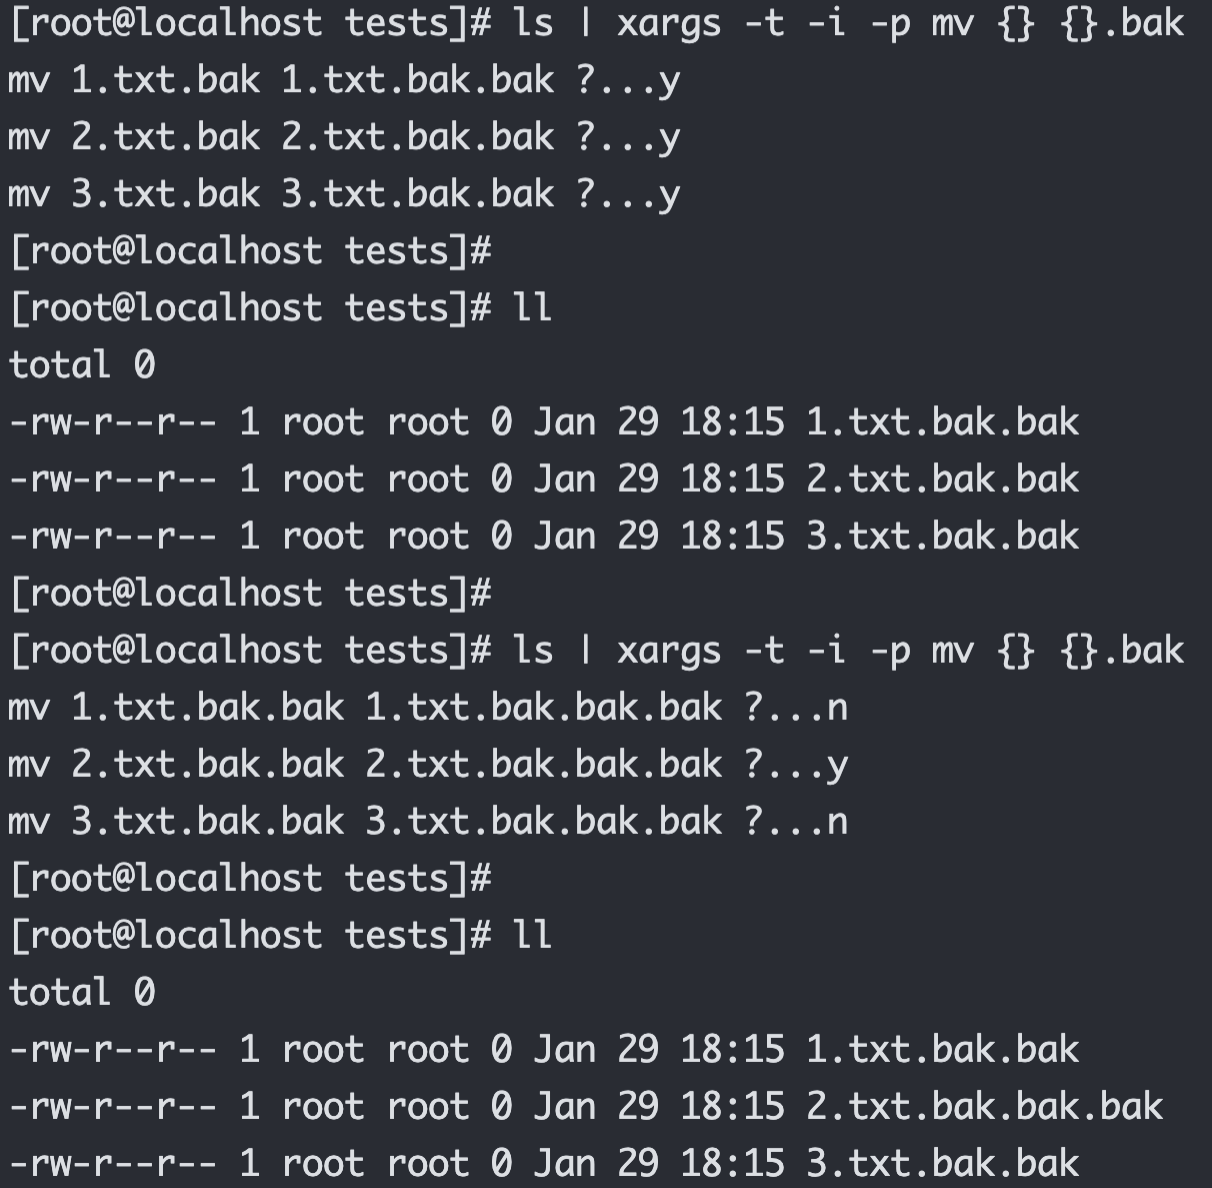 [root@localhost tests]# ls | xargs -t -i -p mv {} {}.bak
mv 1.txt.bak 1.txt.bak.bak ?...y
mv 2.txt.bak 2.txt.bak.bak ?...y
mv 3.txt.bak 3.txt.bak.bak ?...y
[root@localhost tests]#
[root@localhost tests]# ll
total 0
-rw-r--r-- 1 root root 0 Jan 29 18:15 1.txt.bak.bak
-rw-r--r-- 1 root root 0 Jan 29 18:15 2.txt.bak.bak
-rw-r--r-- 1 root root 0 Jan 29 18:15 3.txt.bak.bak
[root@localhost tests]#
[root@localhost tests]# ls | xargs -t -i -p mv {} {}.bak
mv 1.txt.bak.bak 1.txt.bak.bak.bak ?...n
mv 2.txt.bak.bak 2.txt.bak.bak.bak ?...y
mv 3.txt.bak.bak 3.txt.bak.bak.bak ?...n
[root@localhost tests]#
[root@localhost tests]# ll
total 0
-rw-r--r-- 1 root root 0 Jan 29 18:15 1.txt.bak.bak
-rw-r--r-- 1 root root 0 Jan 29 18:15 2.txt.bak.bak.bak
-rw-r--r-- 1 root root 0 Jan 29 18:15 3.txt.bak.bak